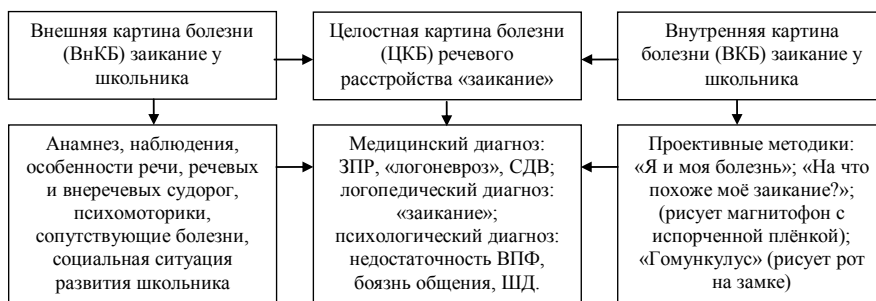 Внешняя картина болезни
(ВнКБ) заикание у
школьника
Целостная картина болезни
(ЦКБ) речевого
расстройства «заикание»
Внутренняя картина
болезни (ВКБ) заикание у
школьника
Анамнез, наблюдения,
особенности речи, речевых
и внеречевых судорог,
психомоторики,
сопутствующие болезни,
социальная ситуация
развития школьника
Медицинский диагноз:
ЗПР, «логоневроз», СДВ;
логопедический диагноз:
«заикание»;
психологический диагноз:
недостаточность ВПФ,
боязнь общения, ШД.
Проективные методики:
«Я и моя болезнь»; «На что
похоже моё заикание?»;
(рисует магнитофон с
испорченной плёнкой);
«Гомункулус» (рисует рот
на замке)